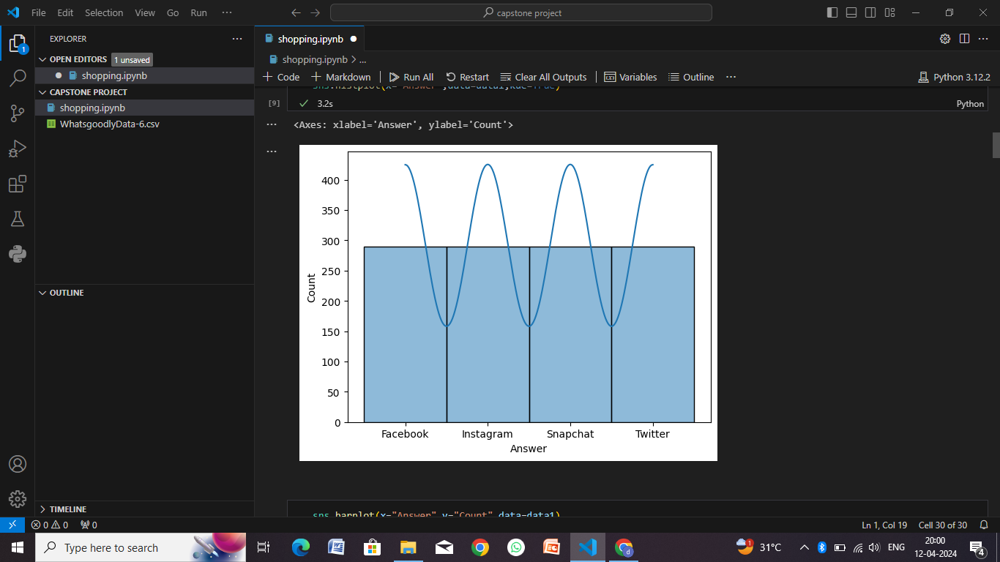 File Edit Selection View Go Run ...
capstone project
EXPLORER
OPEN EDITORS 1 unsaved
shopping.ipynb
CAPSTONE PROJECT
shopping.ipynb
WhatsgoodlyData-6.csv
OUTLINE
TIMELINE
shopping.ipynb
shopping.ipynb > ...
+ Code + Markdown Run All Restart Clear All Outputs Variables Outline ... Python 3.12.2
sns.histplot(x="Answer",data=data1,kde=True)
[9] 3.2s Python
<Axes: xlabel='Answer', ylabel='Count'>
400
350
300
250
200
150
100
50
0
Count
Facebook Instagram Snapchat Twitter
Answer
sns.barplot(x="Answer",y="Count",data=data1)
0 0 0 Ln 1, Col 19 Cell 30 of 30
Type here to search
31°C ENG 20:00
12-04-2024
1
1
4